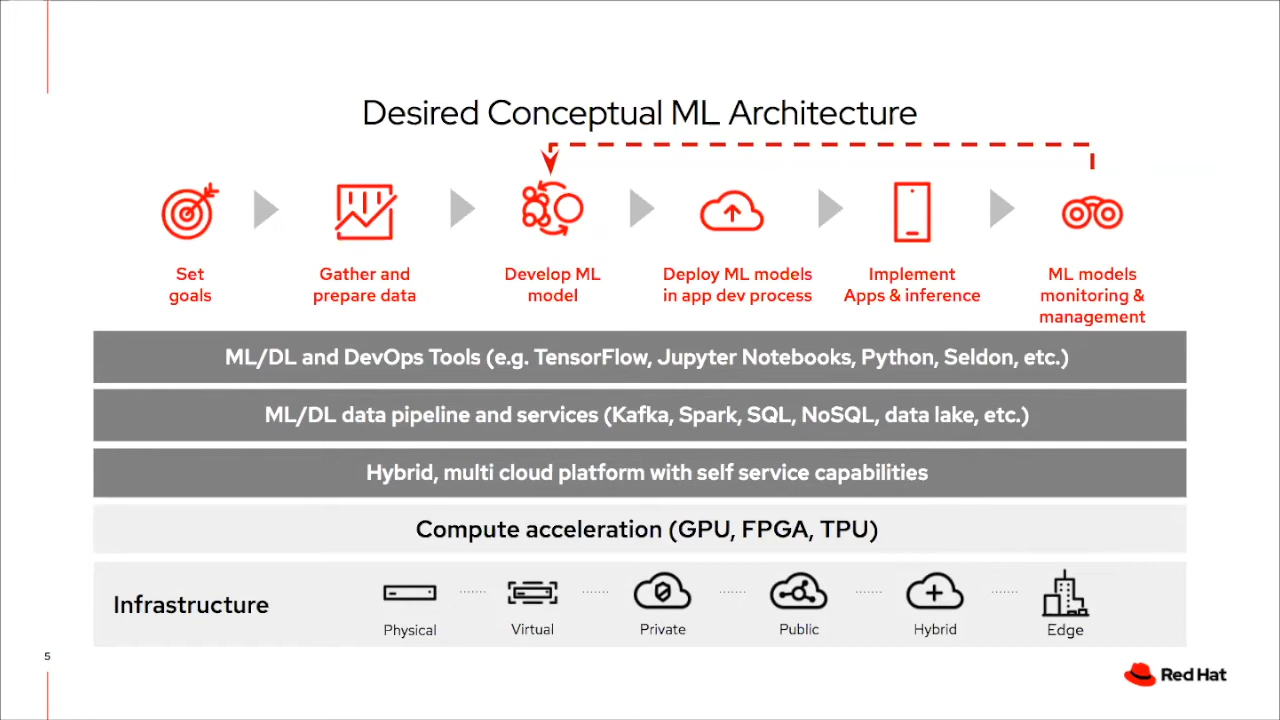 Desired Conceptual ML Architecture
Set
goals
Gather and
prepare data
Develop ML
model
Deploy ML models
in app dev process
Implement
Apps & inference
ML models
monitoring &
management
ML/DL and DevOps Tools (e.g. TensorFlow, Jupyter Notebooks, Python, Seldon, etc.)
ML/DL data pipeline and services (Kafka, Spark, SQL, NoSQL, data lake, etc.)
Hybrid, multi cloud platform with self service capabilities
Compute acceleration (GPU, FPGA, TPU)
Infrastructure
Physical
Virtual
Private
Public
Hybrid
Edge
5
Red Hat